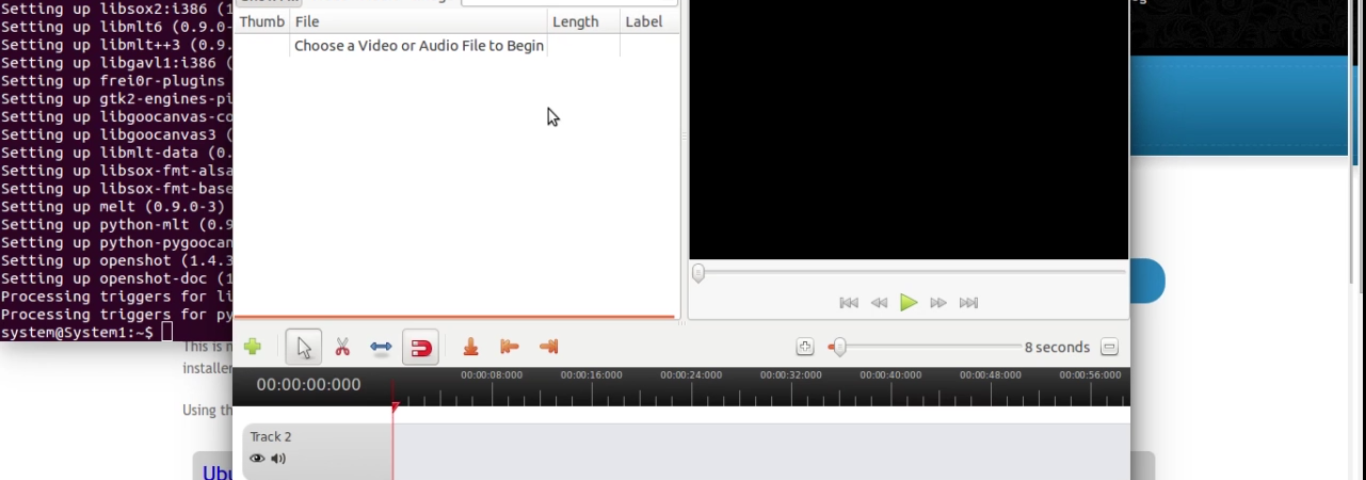 Setting up libsox2:i386 (1
Setting up libmlt6 (0.9.0-
Setting up libmlt++3 (0.9.
Setting up libgavl1:i386 (
Setting up frei0r-plugins
Setting up gtk2-engines-pi
Setting up libgoocanvas-co
Setting up libgoocanvas3 (
Setting up libmlt-data (0.
Setting up libsox-fmt-alsa
Setting up libsox-fmt-base
Setting up melt (0.9.0-3)
Setting up python-mlt (0.9
Setting up python-pygoocan
Setting up openshot (1.4.3
Setting up openshot-doc (1
Processing triggers for li
Processing triggers for py
system@System1:~$
This is n
installer
Using th
Ubu
Thumb File Length Label
Choose a Video or Audio File to Begin
8 seconds
00:00:00:000
00:00:08:000 00:00:16:000 00:00:24:000 00:00:32:000 00:00:40:000 00:00:48:000 00:00:56:000
Track 2